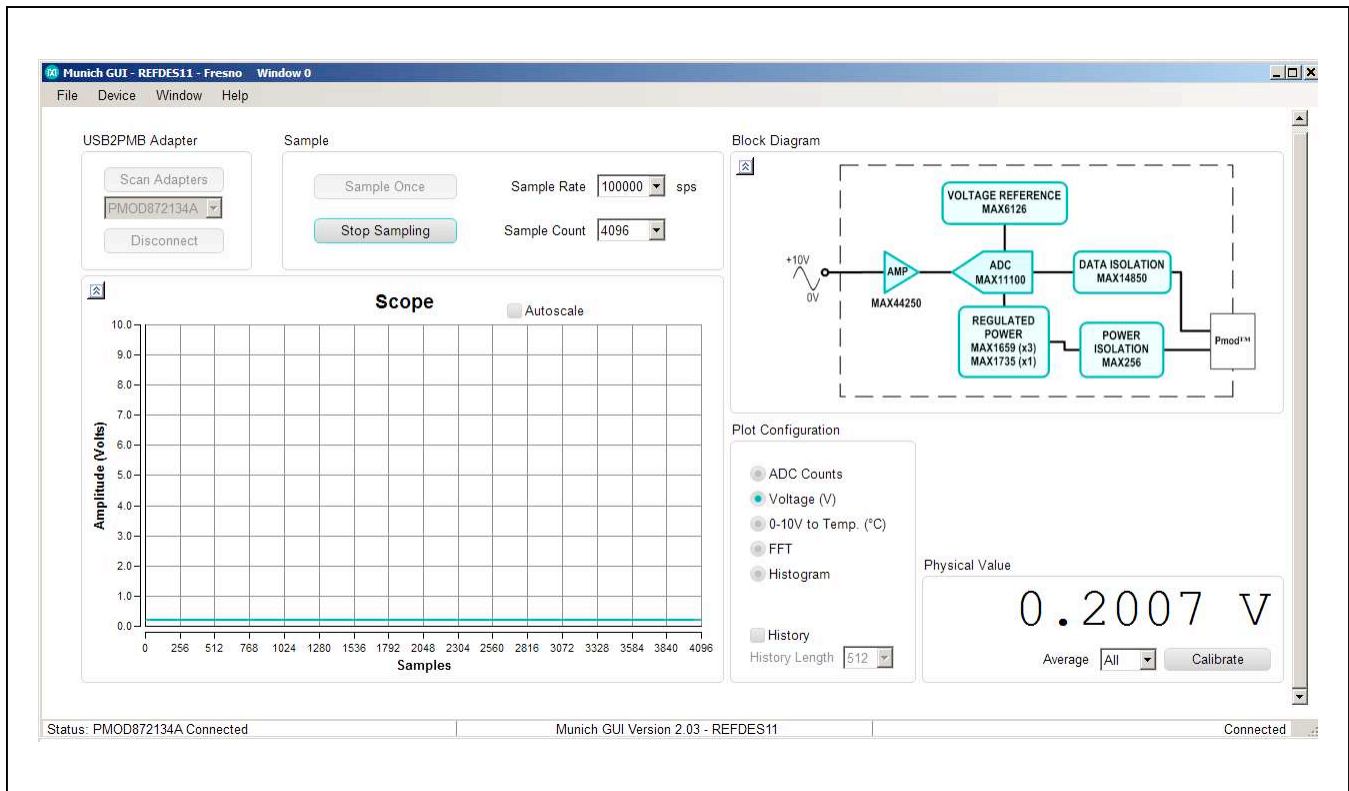 Munich GUI - REFDES11 - Fresno Window 0
File Device Window Help
USB2PMB Adapter
Scan Adapters
PMOD872134A
Disconnect
Sample
Sample Once
Sample Rate 100000 sps
Stop Sampling
Sample Count 4096
Scope
Autoscale
Amplitude (Volts)
10.0
9.0
8.0
7.0
6.0
5.0
4.0
3.0
2.0
1.0
0.0
0 256 512 768 1024 1280 1536 1792 2048 2304 2560 2816 3072 3328 3584 3840 4096
Samples
Block Diagram
+10V
0V
AMP
MAX44250
VOLTAGE REFERENCE
MAX6126
ADC
MAX11100
DATA ISOLATION
MAX14850
REGULATED
POWER
MAX1659 (x3)
MAX1735 (x1)
POWER
ISOLATION
MAX256
Pmod™
Plot Configuration
ADC Counts
Voltage (V)
0-10V to Temp. (°C)
FFT
Histogram
History
History Length 512
Physical Value
0.2007 V
Average All Calibrate
Status: PMOD872134A Connected
Munich GUI Version 2.03 - REFDES11
Connected